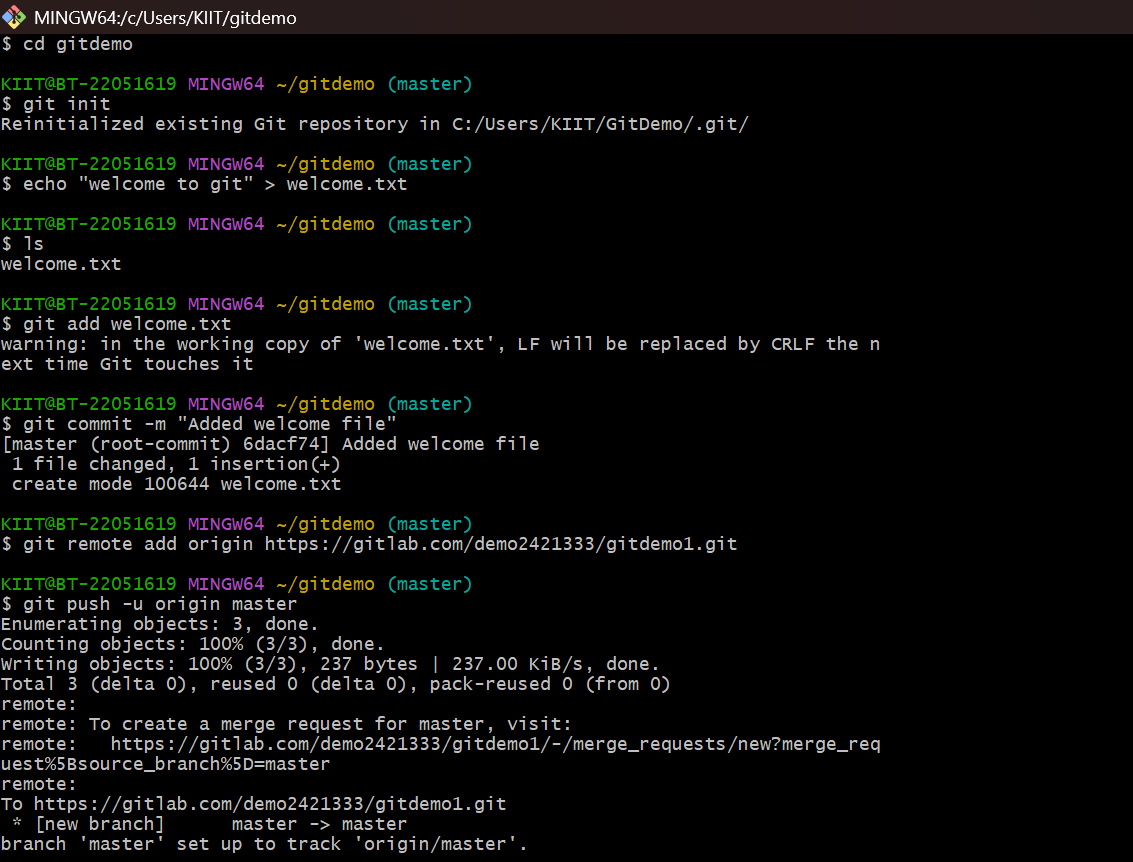 MINGW64:/c/Users/KIIT/gitdemo
$ cd gitdemo
KIIT@BT-22051619 MINGW64 ~/gitdemo (master)
$ git init
Reinitialized existing Git repository in C:/Users/KIIT/GitDemo/.git/
KIIT@BT-22051619 MINGW64 ~/gitdemo (master)
$ echo "welcome to git" > welcome.txt
KIIT@BT-22051619 MINGW64 ~/gitdemo (master)
$ ls
welcome.txt
KIIT@BT-22051619 MINGW64 ~/gitdemo (master)
$ git add welcome.txt
warning: in the working copy of 'welcome.txt', LF will be replaced by CRLF the n
ext time Git touches it
KIIT@BT-22051619 MINGW64 ~/gitdemo (master)
$ git commit -m "Added welcome file"
[master (root-commit) 6dacf74] Added welcome file
 1 file changed, 1 insertion(+)
 create mode 100644 welcome.txt
KIIT@BT-22051619 MINGW64 ~/gitdemo (master)
$ git remote add origin https://gitlab.com/demo2421333/gitdemo1.git
KIIT@BT-22051619 MINGW64 ~/gitdemo (master)
$ git push -u origin master
Enumerating objects: 3, done.
Counting objects: 100% (3/3), done.
Writing objects: 100% (3/3), 237 bytes | 237.00 KiB/s, done.
Total 3 (delta 0), reused 0 (delta 0), pack-reused 0 (from 0)
remote:
remote: To create a merge request for master, visit:
remote:   https://gitlab.com/demo2421333/gitdemo1/-/merge_requests/new?merge_req
uest%5Bsource_branch%5D=master
remote:
To https://gitlab.com/demo2421333/gitdemo1.git
 * [new branch]      master -> master
branch 'master' set up to track 'origin/master'.